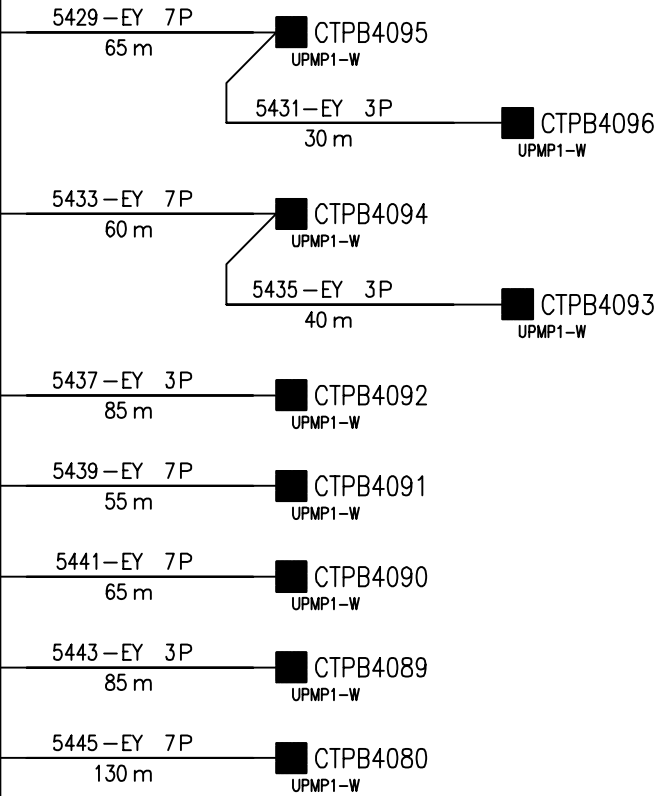 5429-EY 7P
65 m
CTPB4095
UPMP1-W
5431-EY 3P
30 m
CTPB4096
UPMP1-W
5433-EY 7P
60 m
CTPB4094
UPMP1-W
5435-EY 3P
40 m
CTPB4093
UPMP1-W
5437-EY 3P
85 m
CTPB4092
UPMP1-W
5439-EY 7P
55 m
CTPB4091
UPMP1-W
5441-EY 7P
65 m
CTPB4090
UPMP1-W
5443-EY 3P
85 m
CTPB4089
UPMP1-W
5445-EY 7P
130 m
CTPB4080
UPMP1-W